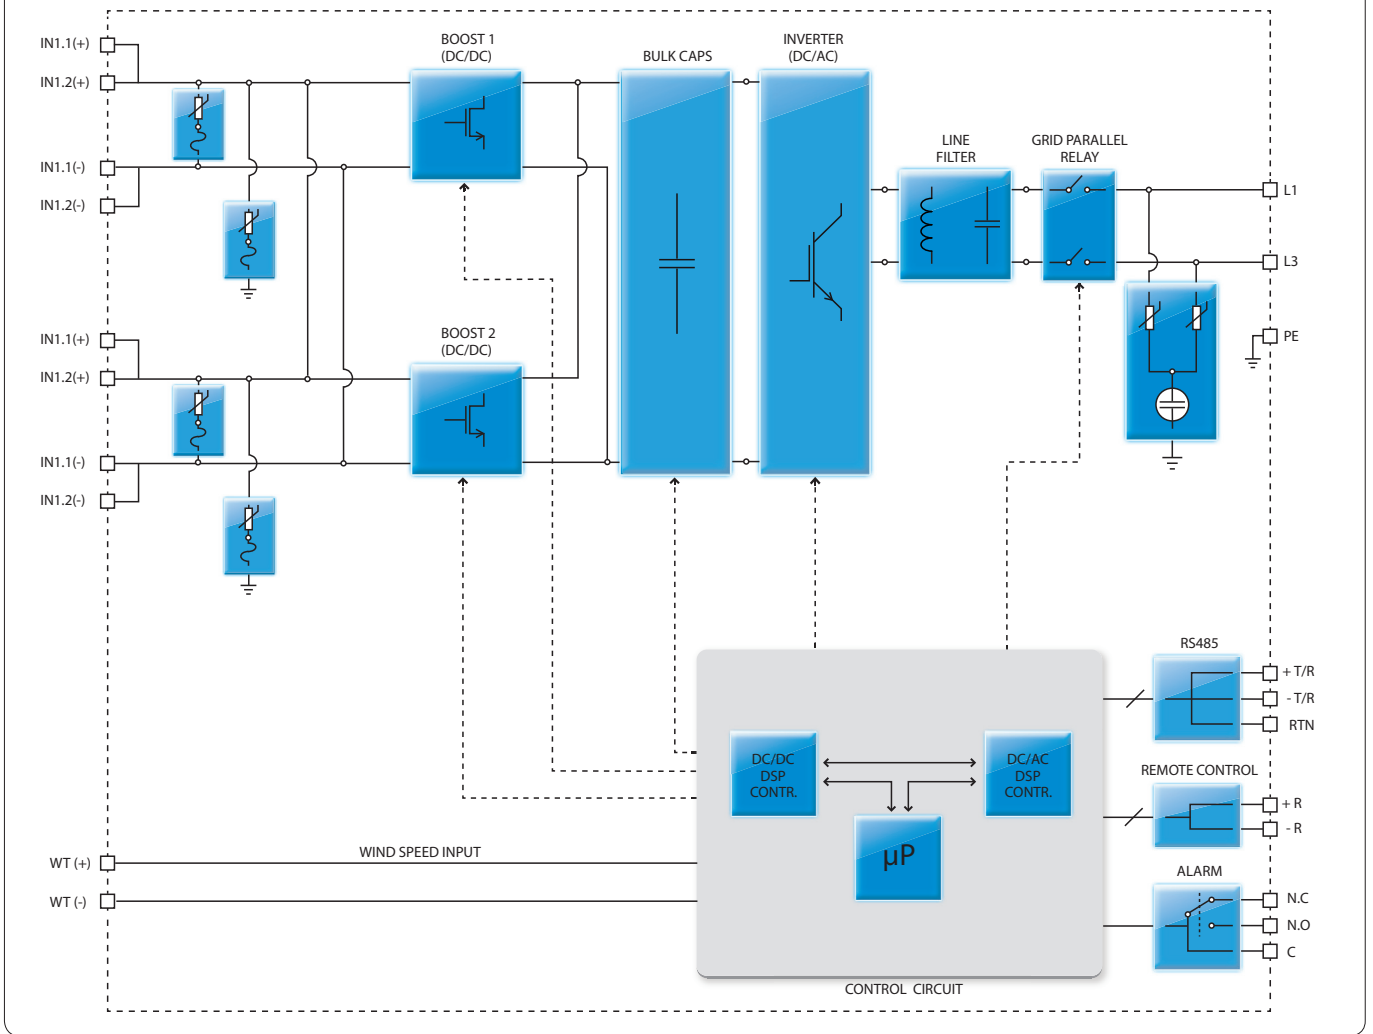 BOOST 1
(DC/DC)
BULK CAPS
INVERTER
(DC/AC)
IN1.1(+)
IN1.2(+)
IN1.1(-)
IN1.2(-)
LINE
FILTER
GRID PARALLEL
RELAY
L1
L3
PE
IN1.1(+)
IN1.2(+)
IN1.1(-)
IN1.2(-)
BOOST 2
(DC/DC)
RS485
+ T/R
- T/R
RTN
DC/DC
DSP
CONTR.
DC/AC
DSP
CONTR.
µP
REMOTE CONTROL
+ R
- R
WT (+)
WT (-)
WIND SPEED INPUT
ALARM
N.C
N.O
C
CONTROL CIRCUIT